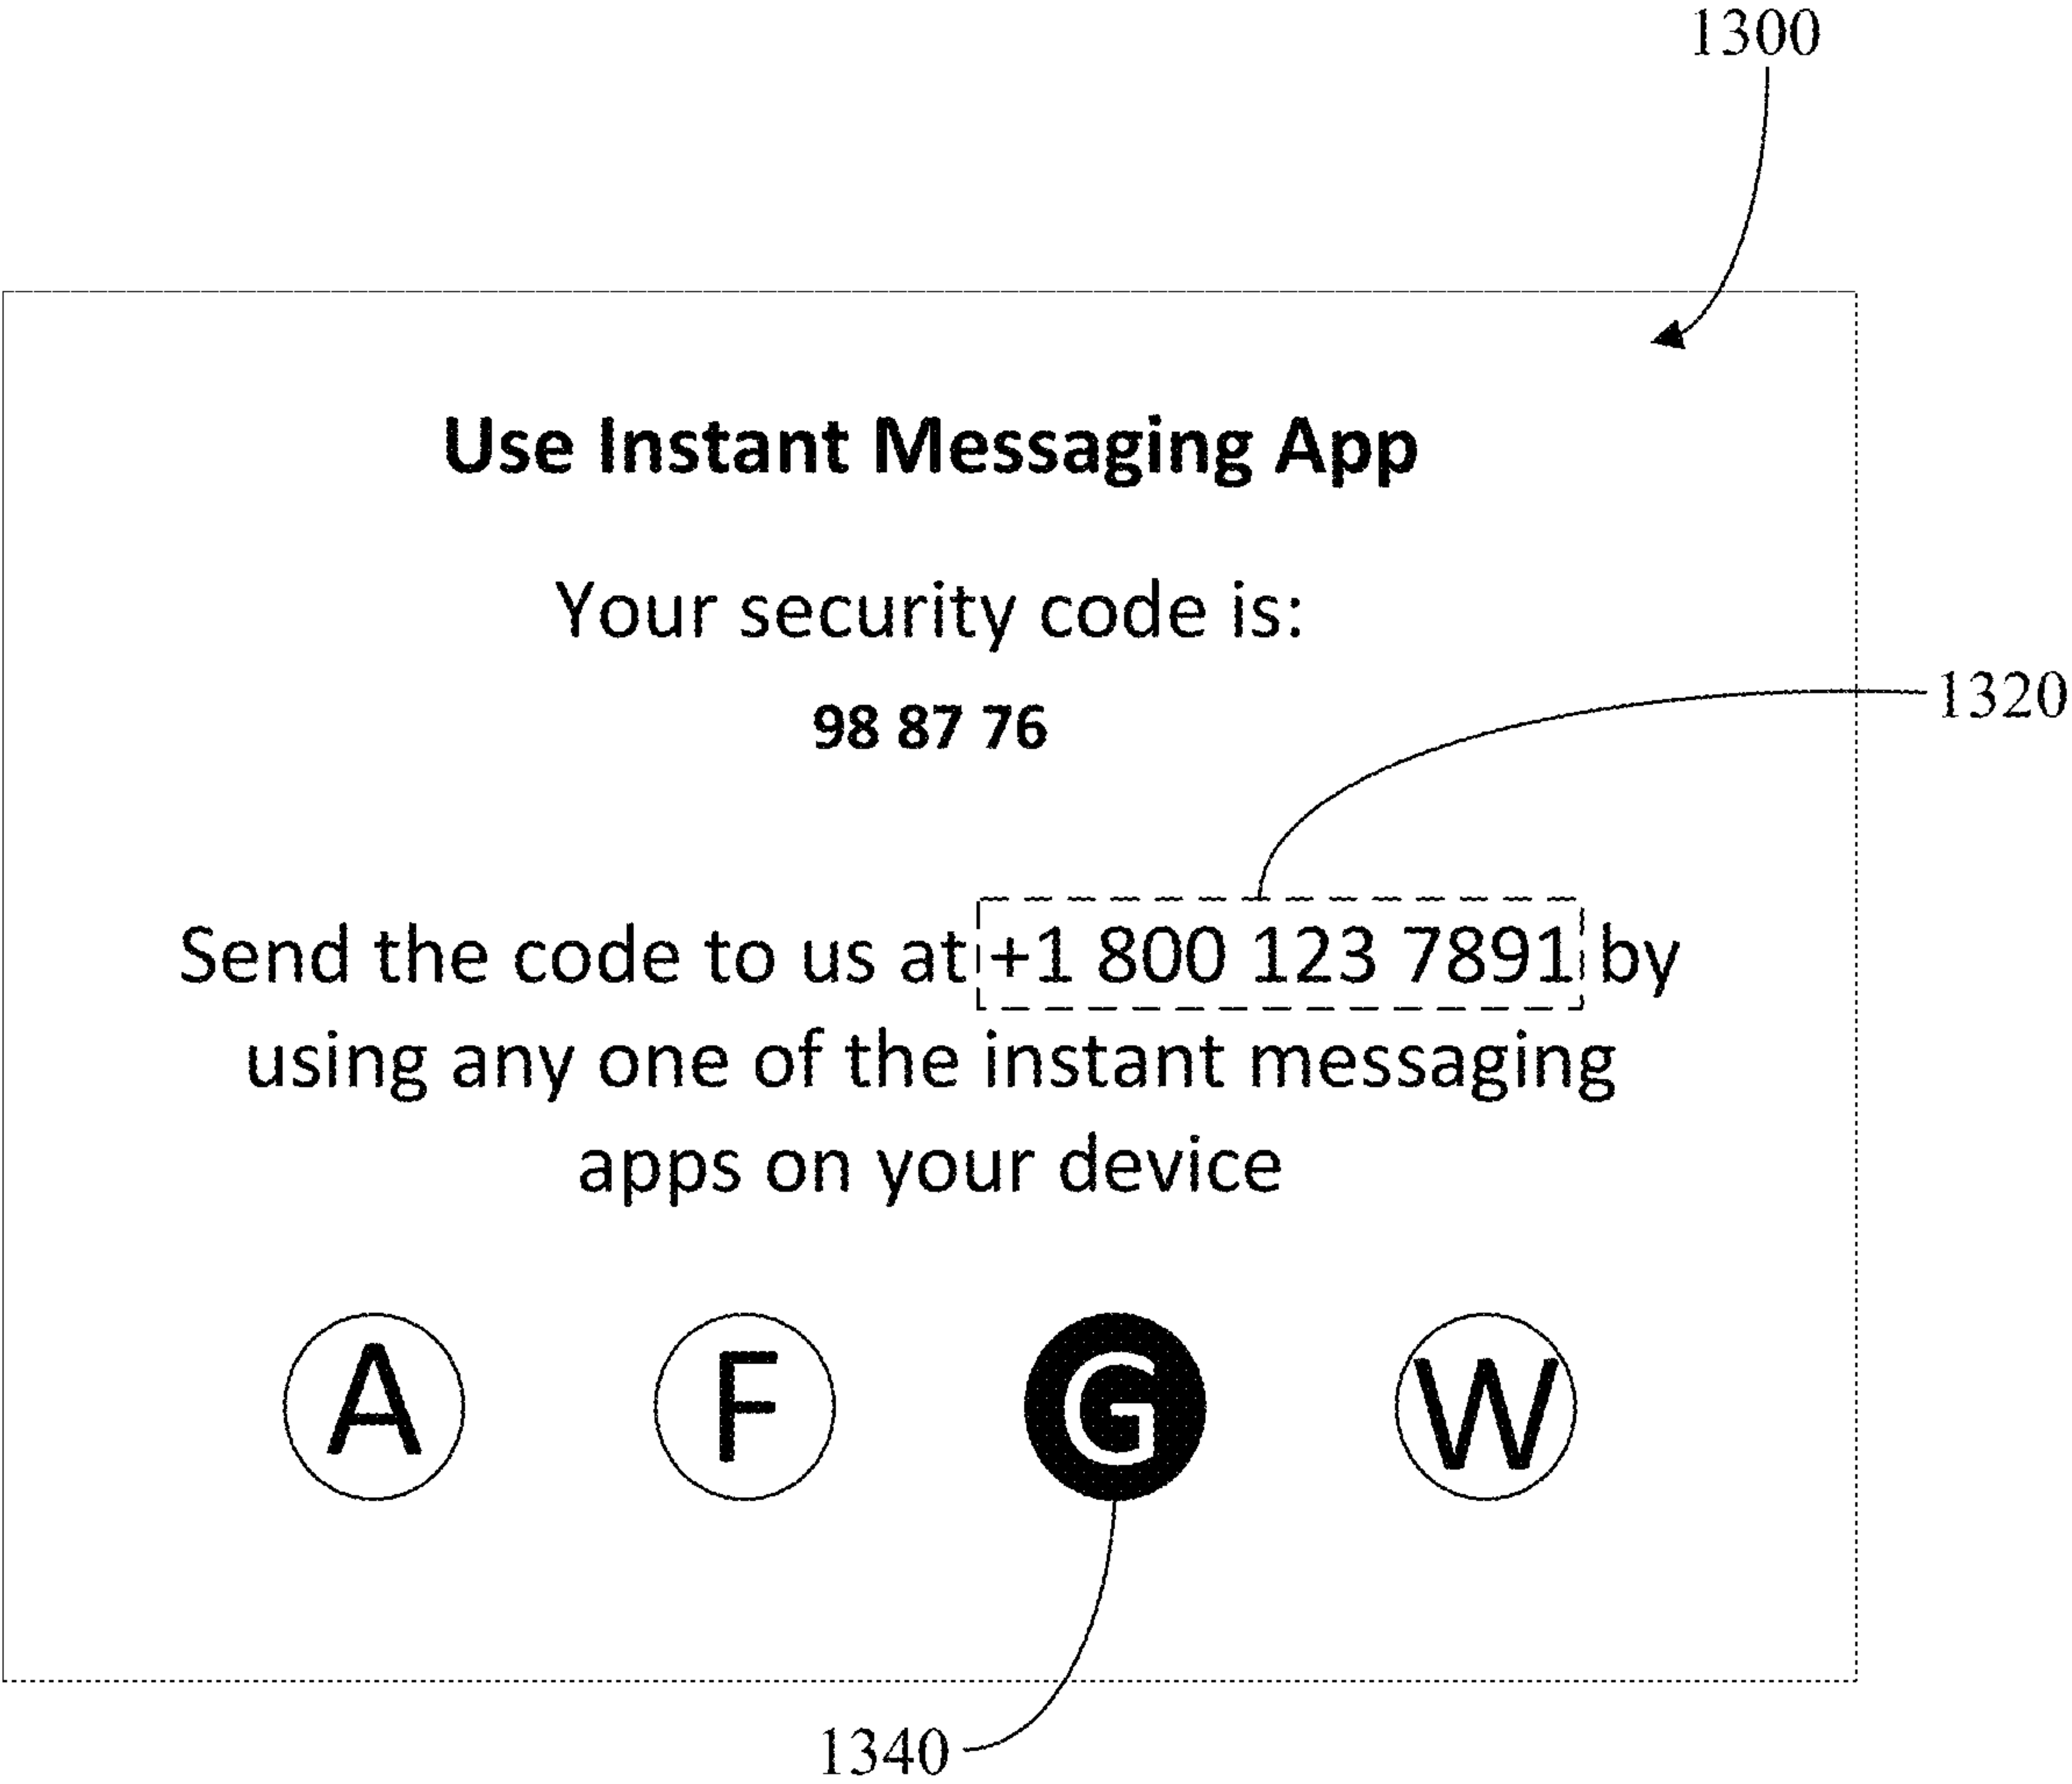 1300
Use Instant Messaging App
Your security code is:
98 87 76
1320
Send the code to us at +1 800 123 7891 by
using any one of the instant messaging
apps on your device
A F G W
1340